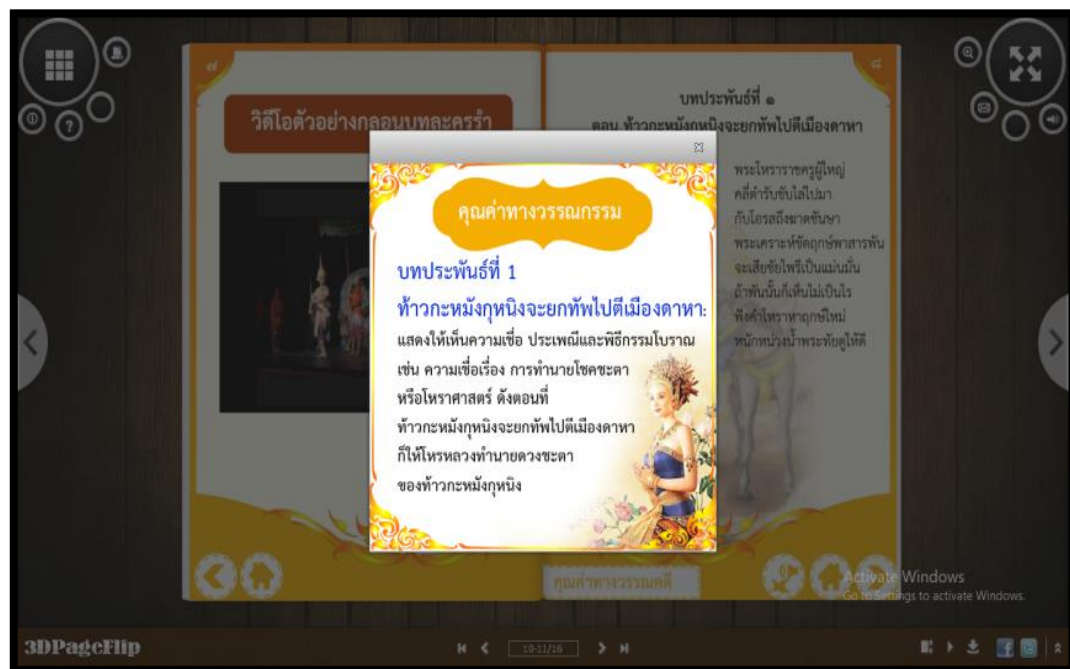 ๗
วิดีโอตัวอย่างกลอนบทละครรำ
๘
บทประพันธ์ที่ ๑
ตอน ท้าวกะหมังกุหนิงจะยกทัพไปตีเมืองดาหา
พระโหราราชครูผู้ใหญ่
คลี่ตำรับขับไล่ไปมา
กับโอรสถึงฆาตชันษา
พระเคราะห์ขัดฤกษ์พาสารพัน
จะเสียชัยไพรีเป็นแม่นมั่น
ถ้าพ้นนั้นก็เห็นไม่เป็นไร
ฟังคำโหราหาฤกษ์ใหม่
หนักหน่วงน้ำพระทัยดูให้ดี
คุณค่าทางวรรณกรรม
บทประพันธ์ที่ 1
ท้าวกะหมังกุหนิงจะยกทัพไปตีเมืองดาหา:
แสดงให้เห็นความเชื่อ ประเพณีและพิธีกรรมโบราณ
เช่น ความเชื่อเรื่อง การทำนายโชคชะตา
หรือโหราศาสตร์ ดังตอนที่
ท้าวกะหมังกุหนิงจะยกทัพไปตีเมืองดาหา
ก็ให้โหรหลวงทำนายดวงชะตา
ของท้าวกะหมังกุหนิง
คุณค่าทางวรรณคดี
Activate Windows
Go to Settings to activate Windows.
3DPageFlip
10-11/16